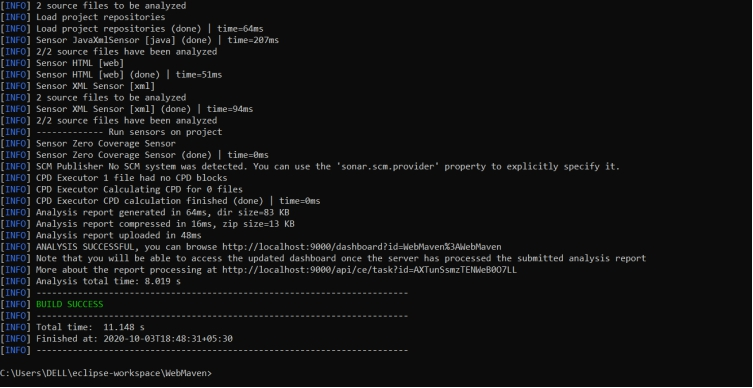 [INFO] 2 source files to be analyzed
[INFO] Load project repositories
[INFO] Load project repositories (done) | time=64ms
[INFO] Sensor JavaXmlSensor [java] (done) | time=207ms
[INFO] 2/2 source files have been analyzed
[INFO] Sensor HTML [web]
[INFO] Sensor HTML [web] (done) | time=51ms
[INFO] Sensor XML Sensor [xml]
[INFO] 2 source files to be analyzed
[INFO] Sensor XML Sensor [xml] (done) | time=94ms
[INFO] 2/2 source files have been analyzed
[INFO] ------------- Run sensors on project
[INFO] Sensor Zero Coverage Sensor
[INFO] Sensor Zero Coverage Sensor (done) | time=0ms
[INFO] SCM Publisher No SCM system was detected. You can use the 'sonar.scm.provider' property to explicitly specify it.
[INFO] CPD Executor 1 file had no CPD blocks
[INFO] CPD Executor Calculating CPD for 0 files
[INFO] CPD Executor CPD calculation finished (done) | time=0ms
[INFO] Analysis report generated in 64ms, dir size=83 KB
[INFO] Analysis report compressed in 16ms, zip size=13 KB
[INFO] Analysis report uploaded in 48ms
[INFO] ANALYSIS SUCCESSFUL, you can browse http://localhost:9000/dashboard?id=WebMaven%3AWebMaven
[INFO] Note that you will be able to access the updated dashboard once the server has processed the submitted analysis report
[INFO] More about the report processing at http://localhost:9000/api/ce/task?id=AXTunSsmzTENWeB0O7LL
[INFO] Analysis total time: 8.019 s
[INFO] ------------------------------------------------------------------------
[INFO] BUILD SUCCESS
[INFO] ------------------------------------------------------------------------
[INFO] Total time:  11.148 s
[INFO] Finished at: 2020-10-03T18:48:31+05:30
[INFO] ------------------------------------------------------------------------
C:\Users\DELL\eclipse-workspace\WebMaven>